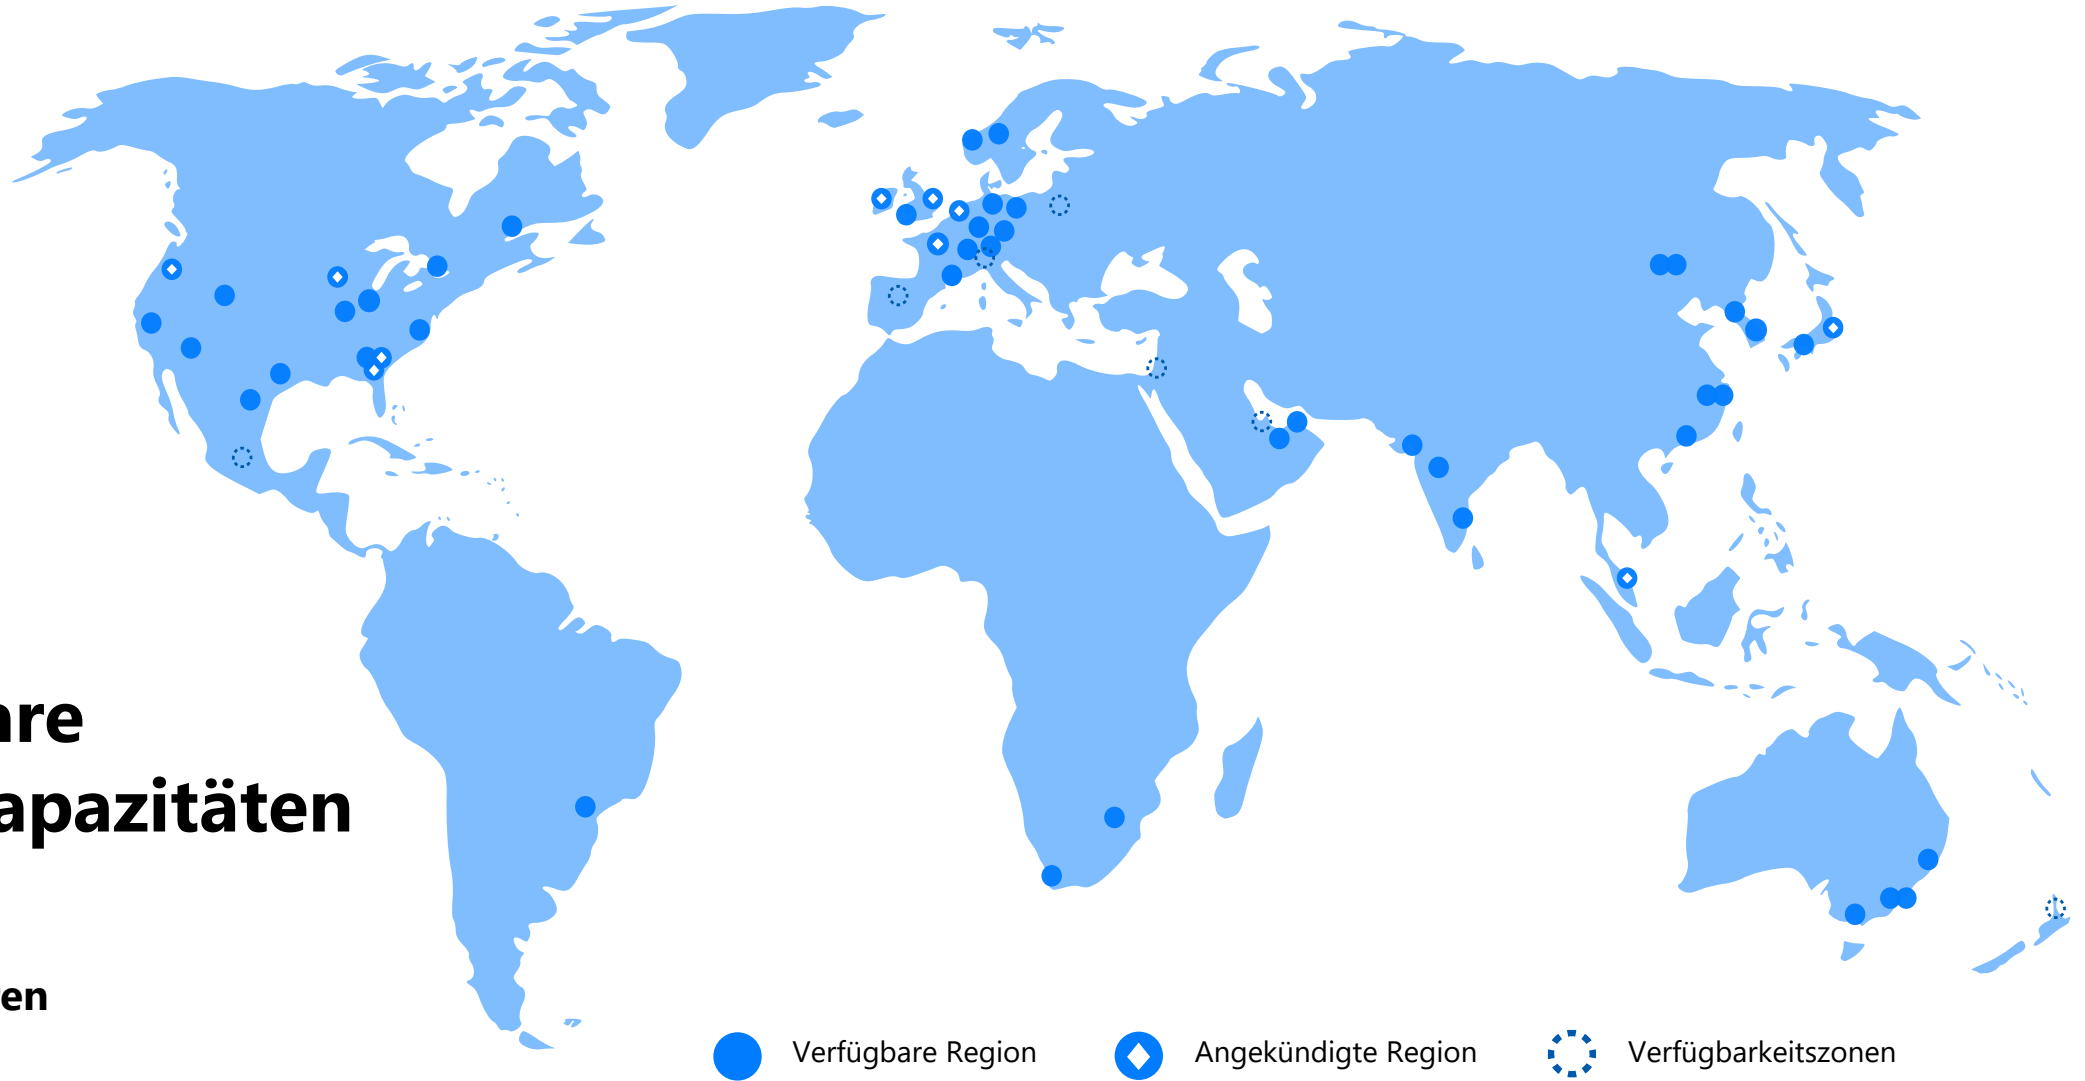 are
apazitäten
en
Verfügbare Region
Angekündigte Region
Verfügbarkeitszonen